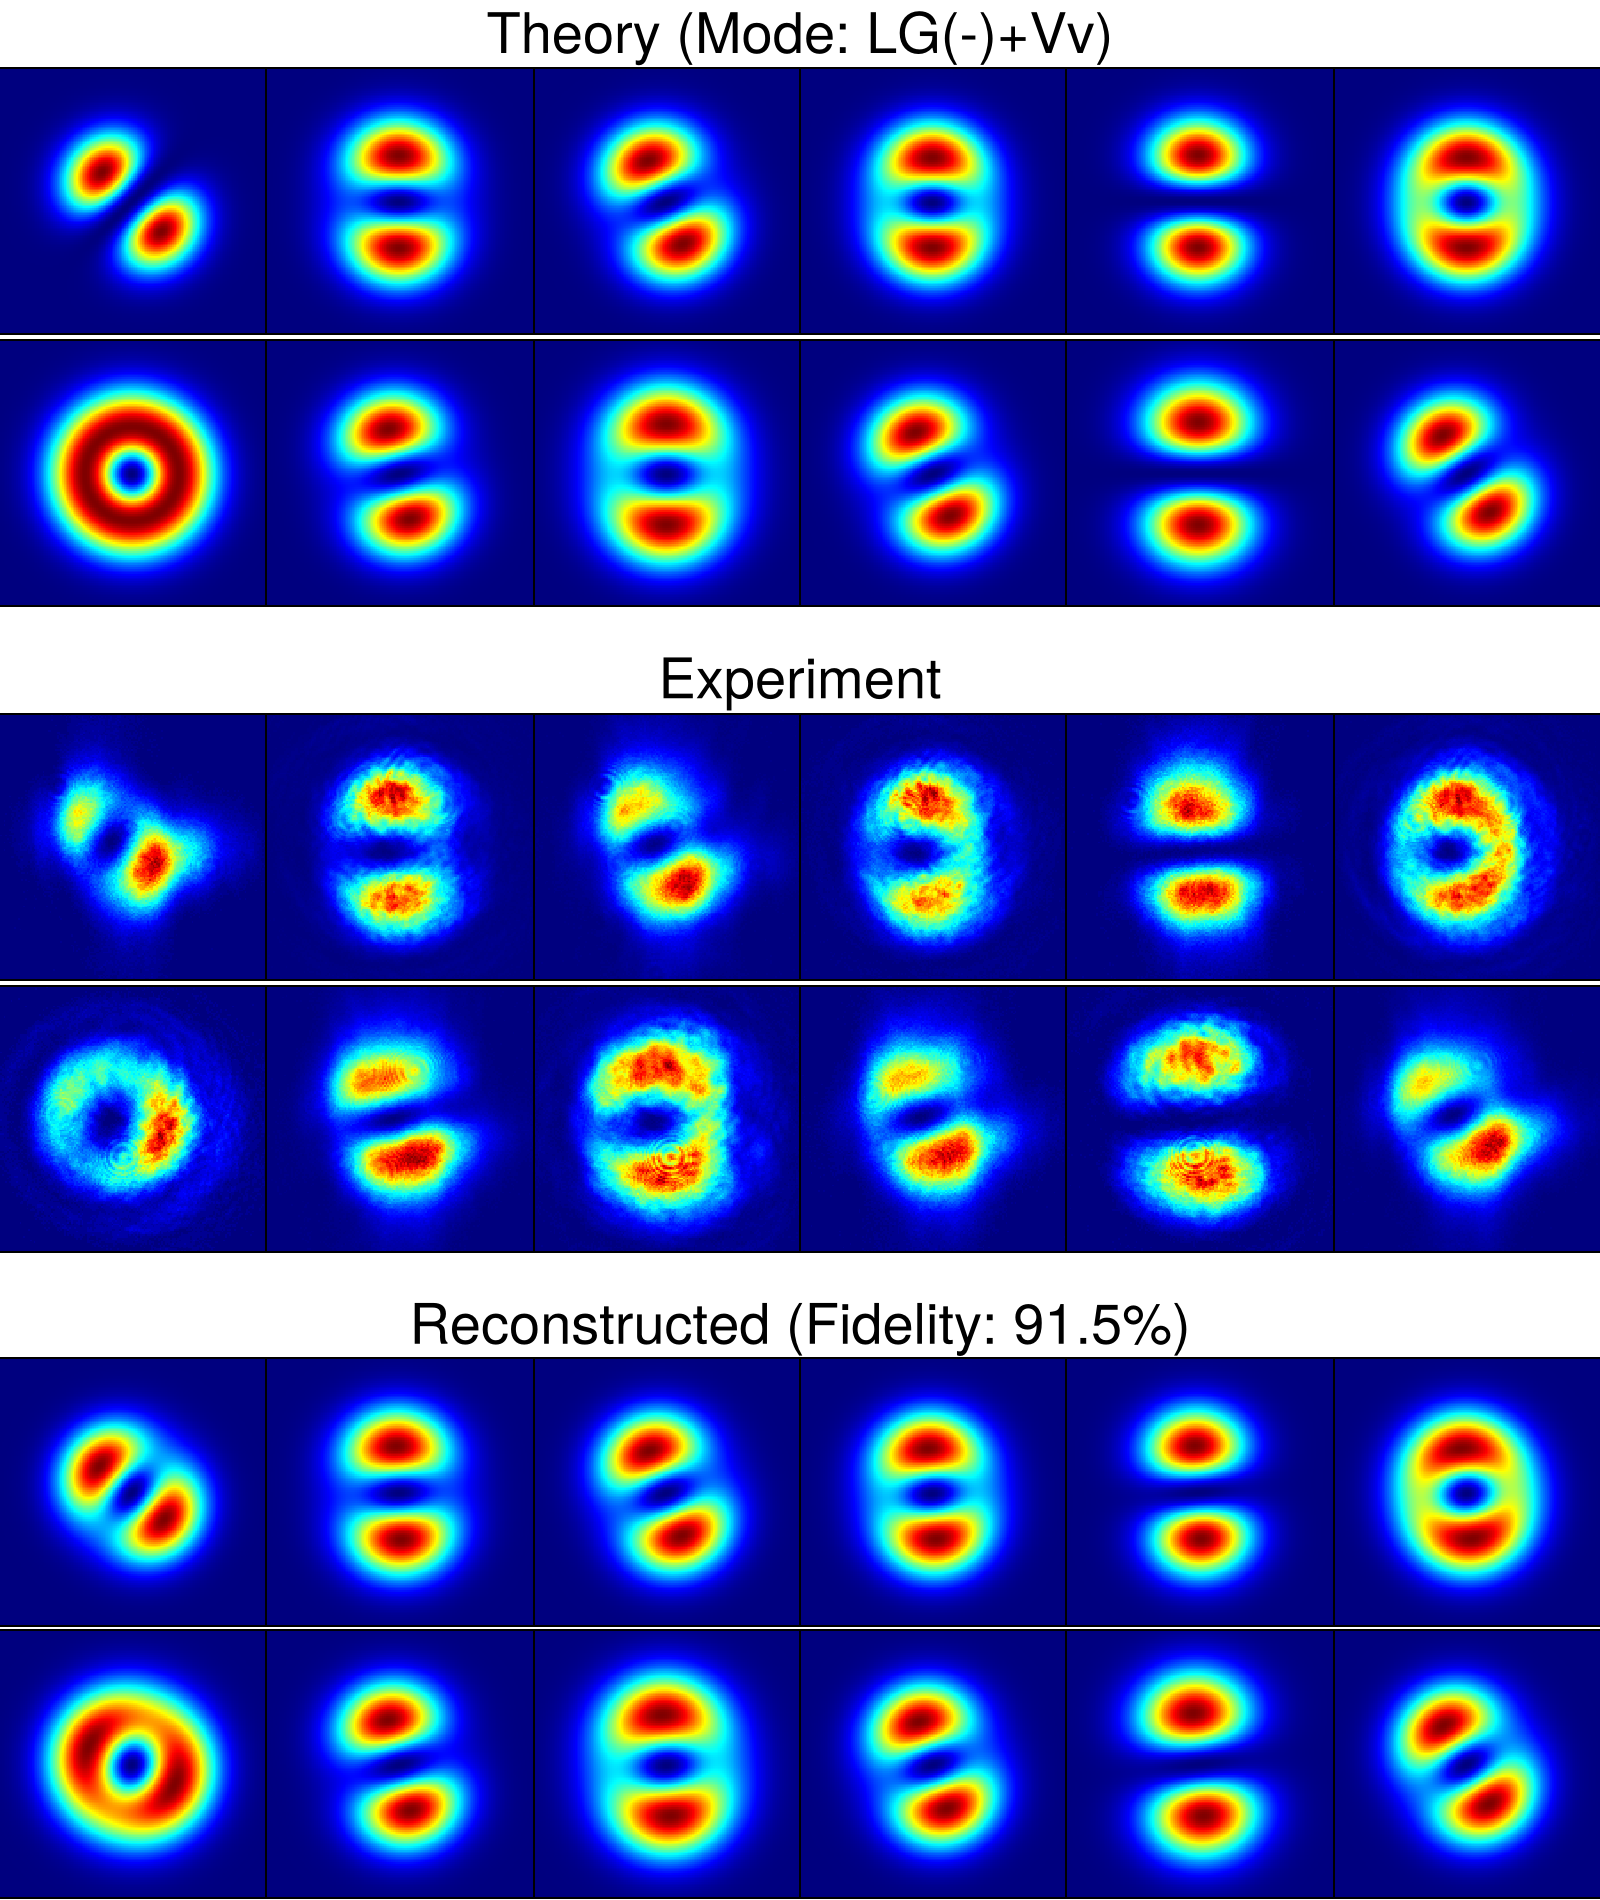 Theory (Mode: LG(-)+Vv)
Experiment
Reconstructed (Fidelity: 91.5%)